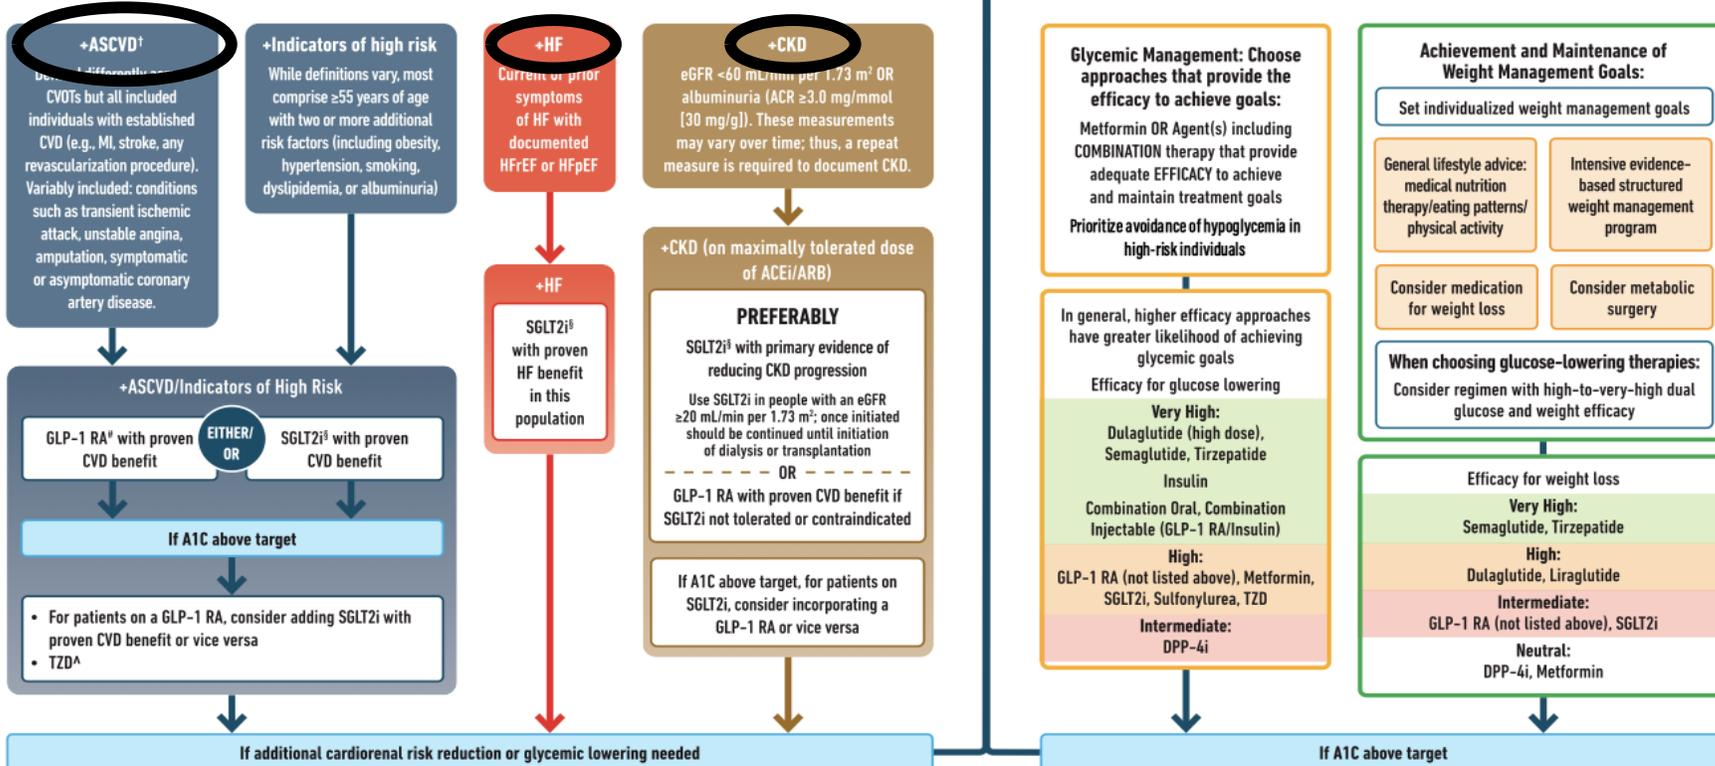 +ASCVD†
CVOTs but all included
individuals with established
CVD (e.g., MI, stroke, any
revascularization procedure).
Variably included: conditions
such as transient ischemic
attack, unstable angina,
amputation, symptomatic
or asymptomatic coronary
artery disease.
+Indicators of high risk
While definitions vary, most
comprise ≥55 years of age
with two or more additional
risk factors (including obesity,
hypertension, smoking,
dyslipidemia, or albuminuria)
+ASCVD/Indicators of High Risk
GLP-1 RA# with proven
CVD benefit
EITHER/
OR
SGLT2i§ with proven
CVD benefit
If A1C above target
• For patients on a GLP-1 RA, consider adding SGLT2i with
proven CVD benefit or vice versa
• TZD^
+HF
Current or prior
symptoms
of HF with
documented
HFrEF or HFpEF
+HF
SGLT2i§
with proven
HF benefit
in this
population
+CKD
eGFR <60 mL/min per 1.73 m² OR
albuminuria (ACR ≥3.0 mg/mmol
[30 mg/g]). These measurements
may vary over time; thus, a repeat
measure is required to document CKD.
+CKD (on maximally tolerated dose
of ACEi/ARB)
PREFERABLY
SGLT2i§ with primary evidence of
reducing CKD progression
Use SGLT2i in people with an eGFR
≥20 mL/min per 1.73 m²; once initiated
should be continued until initiation
of dialysis or transplantation
OR
GLP-1 RA with proven CVD benefit if
SGLT2i not tolerated or contraindicated
If A1C above target, for patients on
SGLT2i, consider incorporating a
GLP-1 RA or vice versa
If additional cardiorenal risk reduction or glycemic lowering needed
Glycemic Management: Choose
approaches that provide the
efficacy to achieve goals:
Metformin OR Agent(s) including
COMBINATION therapy that provide
adequate EFFICACY to achieve
and maintain treatment goals
Prioritize avoidance of hypoglycemia in
high-risk individuals
In general, higher efficacy approaches
have greater likelihood of achieving
glycemic goals
Efficacy for glucose lowering
Very High:
Dulaglutide (high dose),
Semaglutide, Tirzepatide
Insulin
Combination Oral, Combination
Injectable (GLP-1 RA/Insulin)
High:
GLP-1 RA (not listed above), Metformin,
SGLT2i, Sulfonylurea, TZD
Intermediate:
DPP-4i
Achievement and Maintenance of
Weight Management Goals:
Set individualized weight management goals
General lifestyle advice:
medical nutrition
therapy/eating patterns/
physical activity
Intensive evidence-
based structured
weight management
program
Consider medication
for weight loss
Consider metabolic
surgery
When choosing glucose-lowering therapies:
Consider regimen with high-to-very-high dual
glucose and weight efficacy
Efficacy for weight loss
Very High:
Semaglutide, Tirzepatide
High:
Dulaglutide, Liraglutide
Intermediate:
GLP-1 RA (not listed above), SGLT2i
Neutral:
DPP-4i, Metformin
If A1C above target